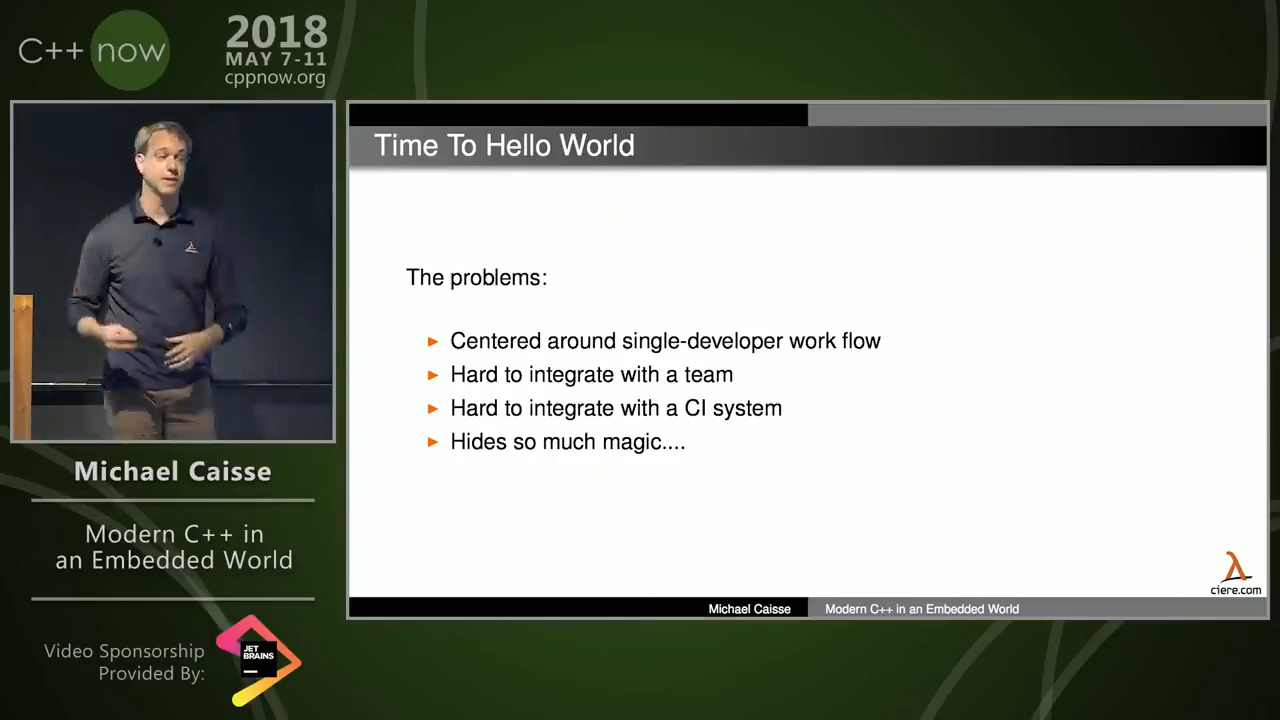 C++ now
2018
MAY 7-11
cppnow.org
Time To Hello World
The problems:
Centered around single-developer work flow
Hard to integrate with a team
Hard to integrate with a CI system
Hides so much magic....
λ
ciere.com
Michael Caisse
Modern C++ in an Embedded World
Michael Caisse
Modern C++ in
an Embedded World
Video Sponsorship
Provided By:
JET
BRAINS